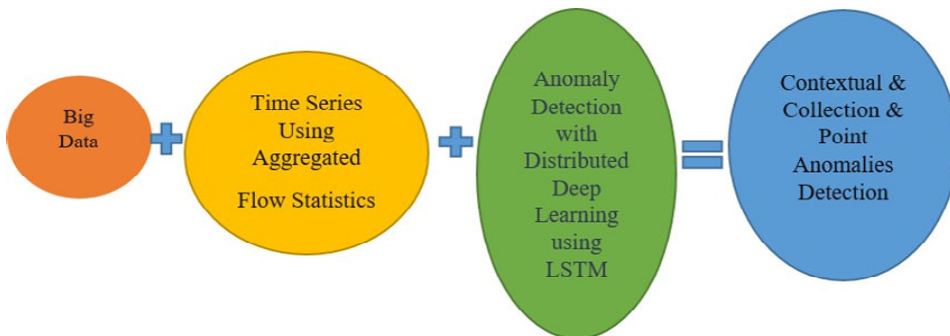 Big
Data
Time Series
Using
Aggregated
Flow Statistics
Anomaly
Detection
with
Distributed
Deep
Learning
using
LSTM
Contextual &
Collection &
Point
Anomalies
Detection